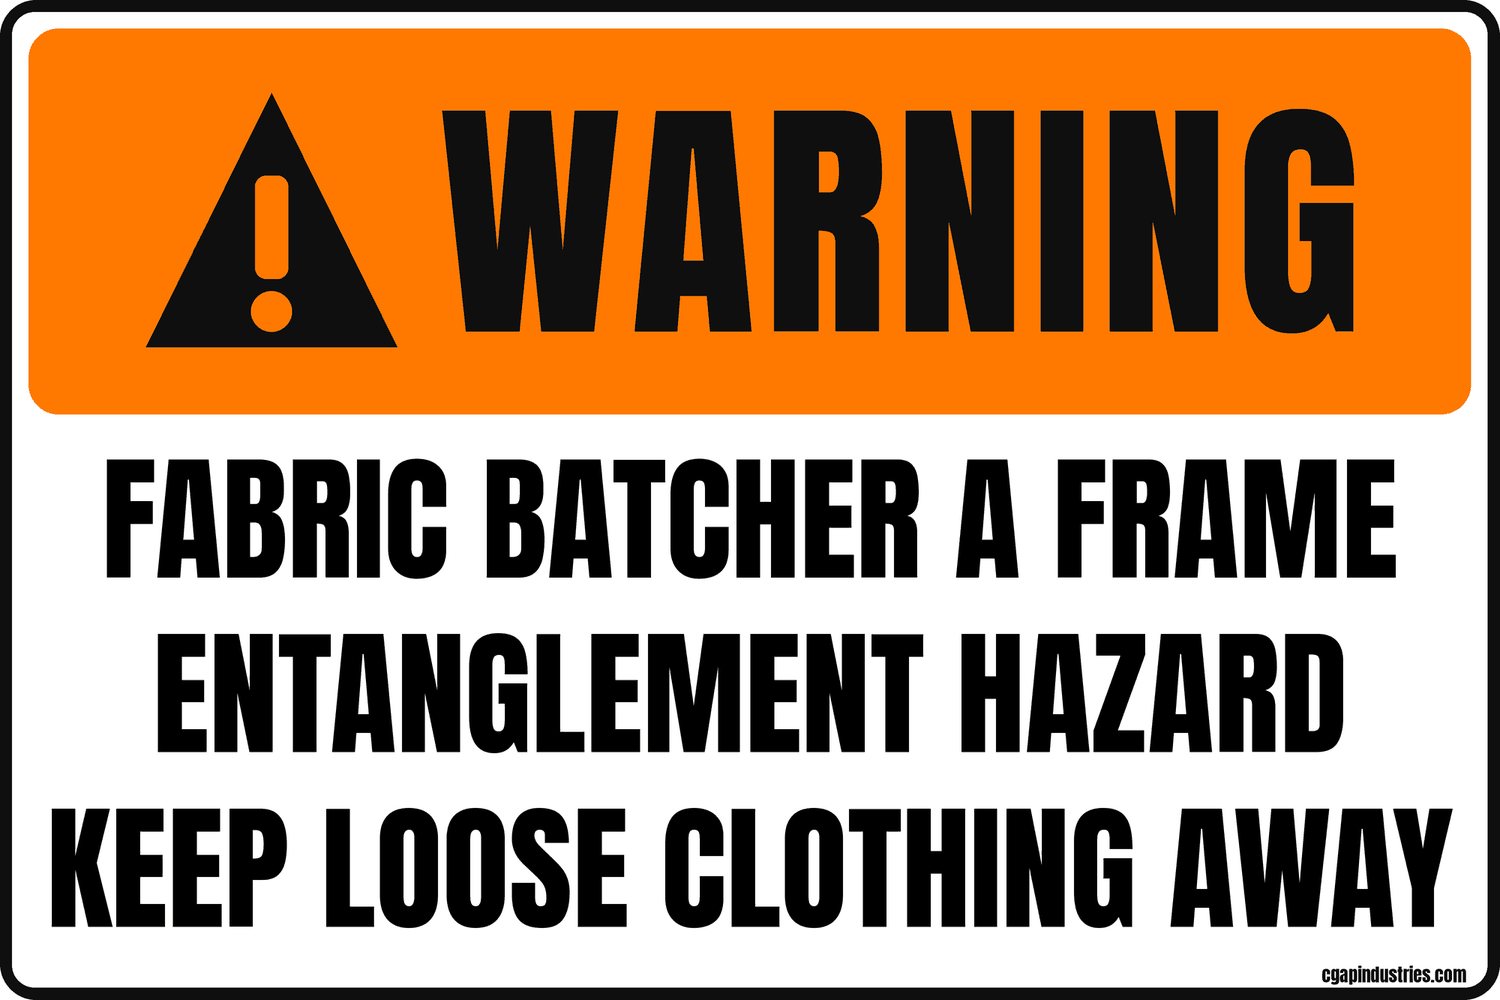 WARNING
FABRIC BATCHER A FRAME
ENTANGLEMENT HAZARD
KEEP LOOSE CLOTHING AWAY
cgapindustries.com